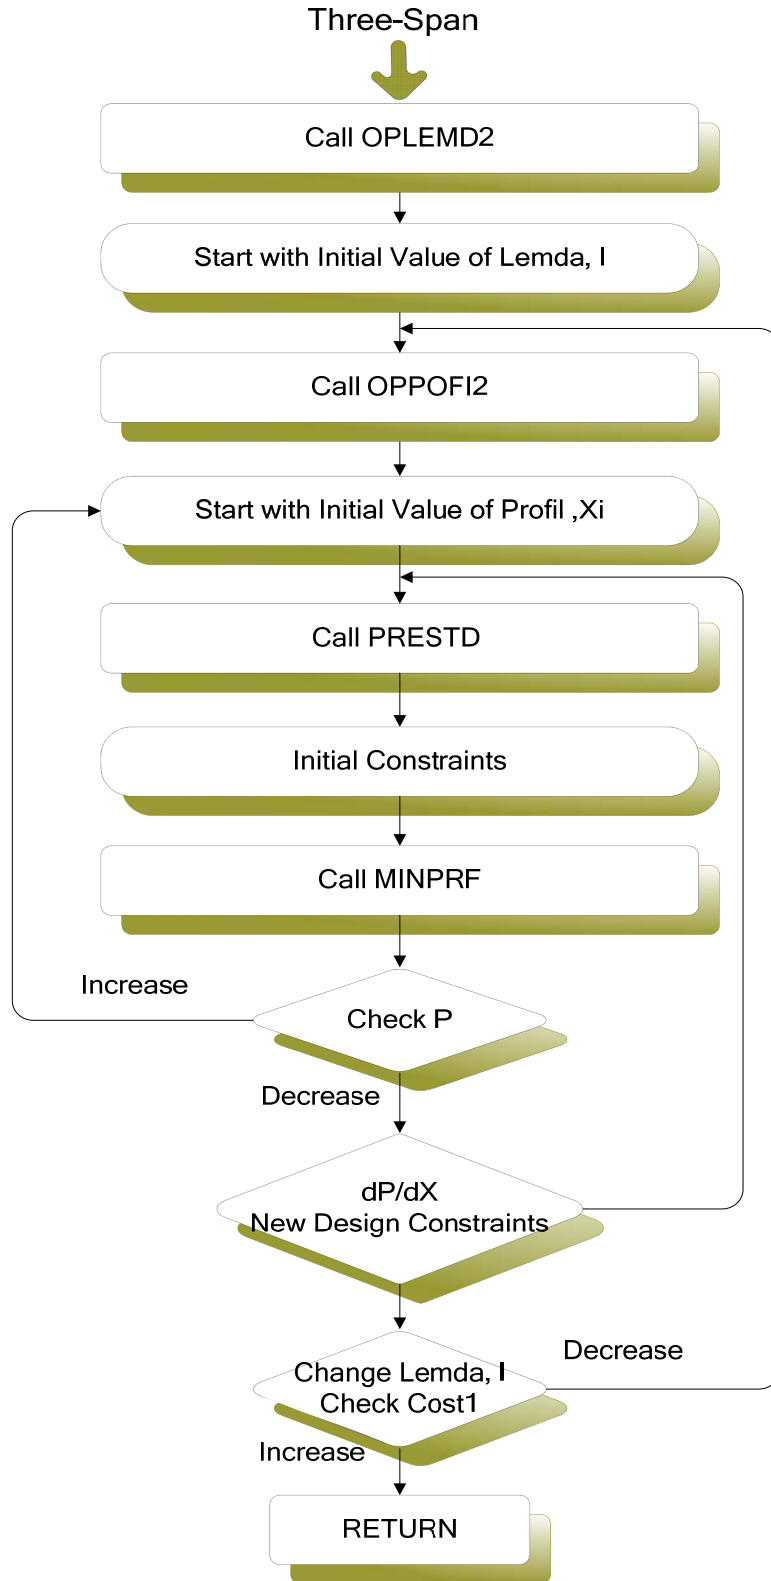 Three-Span
Call OPLEMD2
Start with Initial Value of Lemda, I
Call OPPOFI2
Start with Initial Value of Profil ,Xi
Call PRESTD
Initial Constraints
Call MINPRF
Increase
Check P
Decrease
dP/dX
New Design Constraints
Decrease
Change Lemda, I
Check Cost1
Increase
RETURN